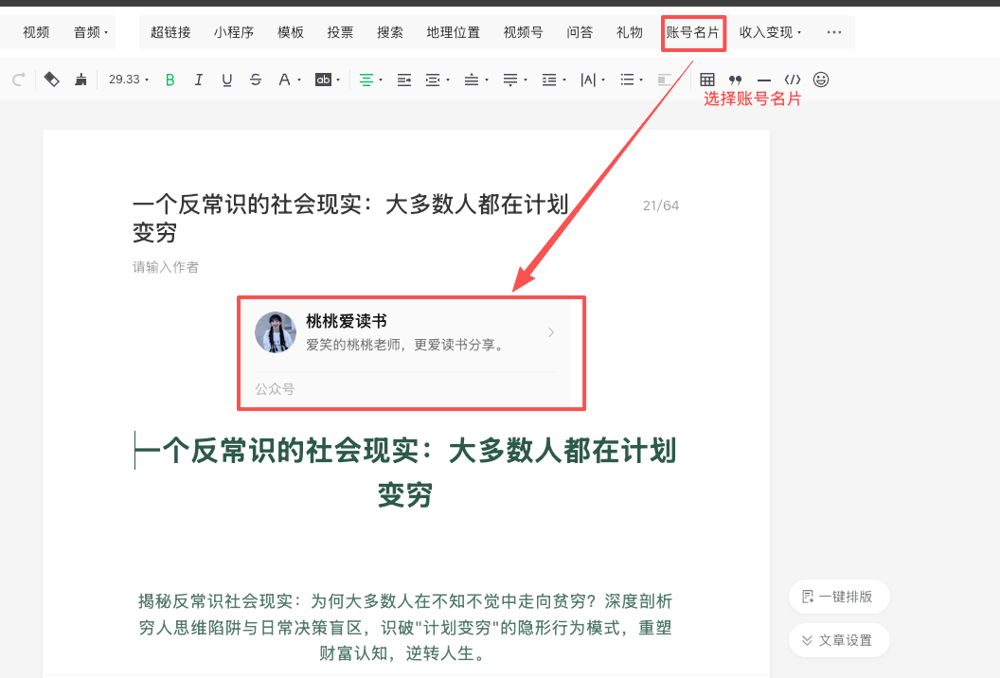 视频 音频 超链接 小程序 模板 投票 搜索 地理位置 视频号 问答 礼物 账号名片 收入变现 ···
29.33 B I U S A ab |A|
选择账号名片
一个反常识的社会现实：大多数人都在计划
变穷
21/64
请输入作者
桃桃爱读书
爱笑的桃桃老师，更爱读书分享。
公众号
一个反常识的社会现实：大多数人都在计划
变穷
揭秘反常识社会现实：为何大多数人在不知不觉中走向贫穷？深度剖析
穷人思维陷阱与日常决策盲区，识破"计划变穷"的隐形行为模式，重塑
财富认知，逆转人生。
一键排版
文章设置